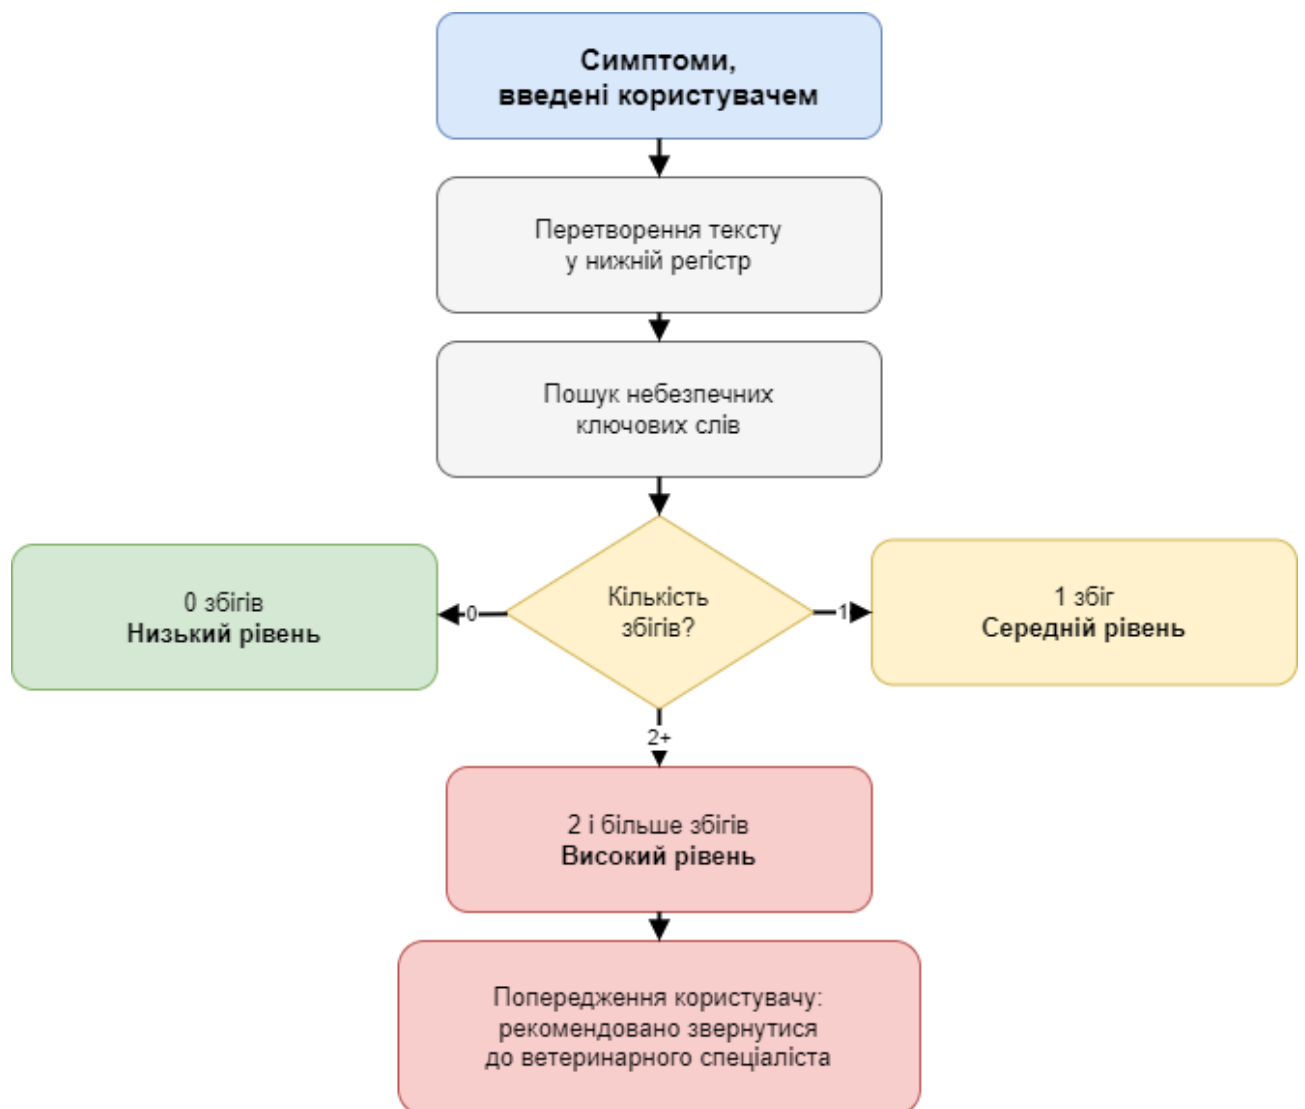 Симптоми,
введені користувачем
Перетворення тексту
у нижній регістр
Пошук небезпечних
ключових слів
Кількість
збігів?
0
0 збігів
Низький рівень
1
1 збіг
Середній рівень
2+
2 і більше збігів
Високий рівень
Попередження користувачу:
рекомендовано звернутися
до ветеринарного спеціаліста